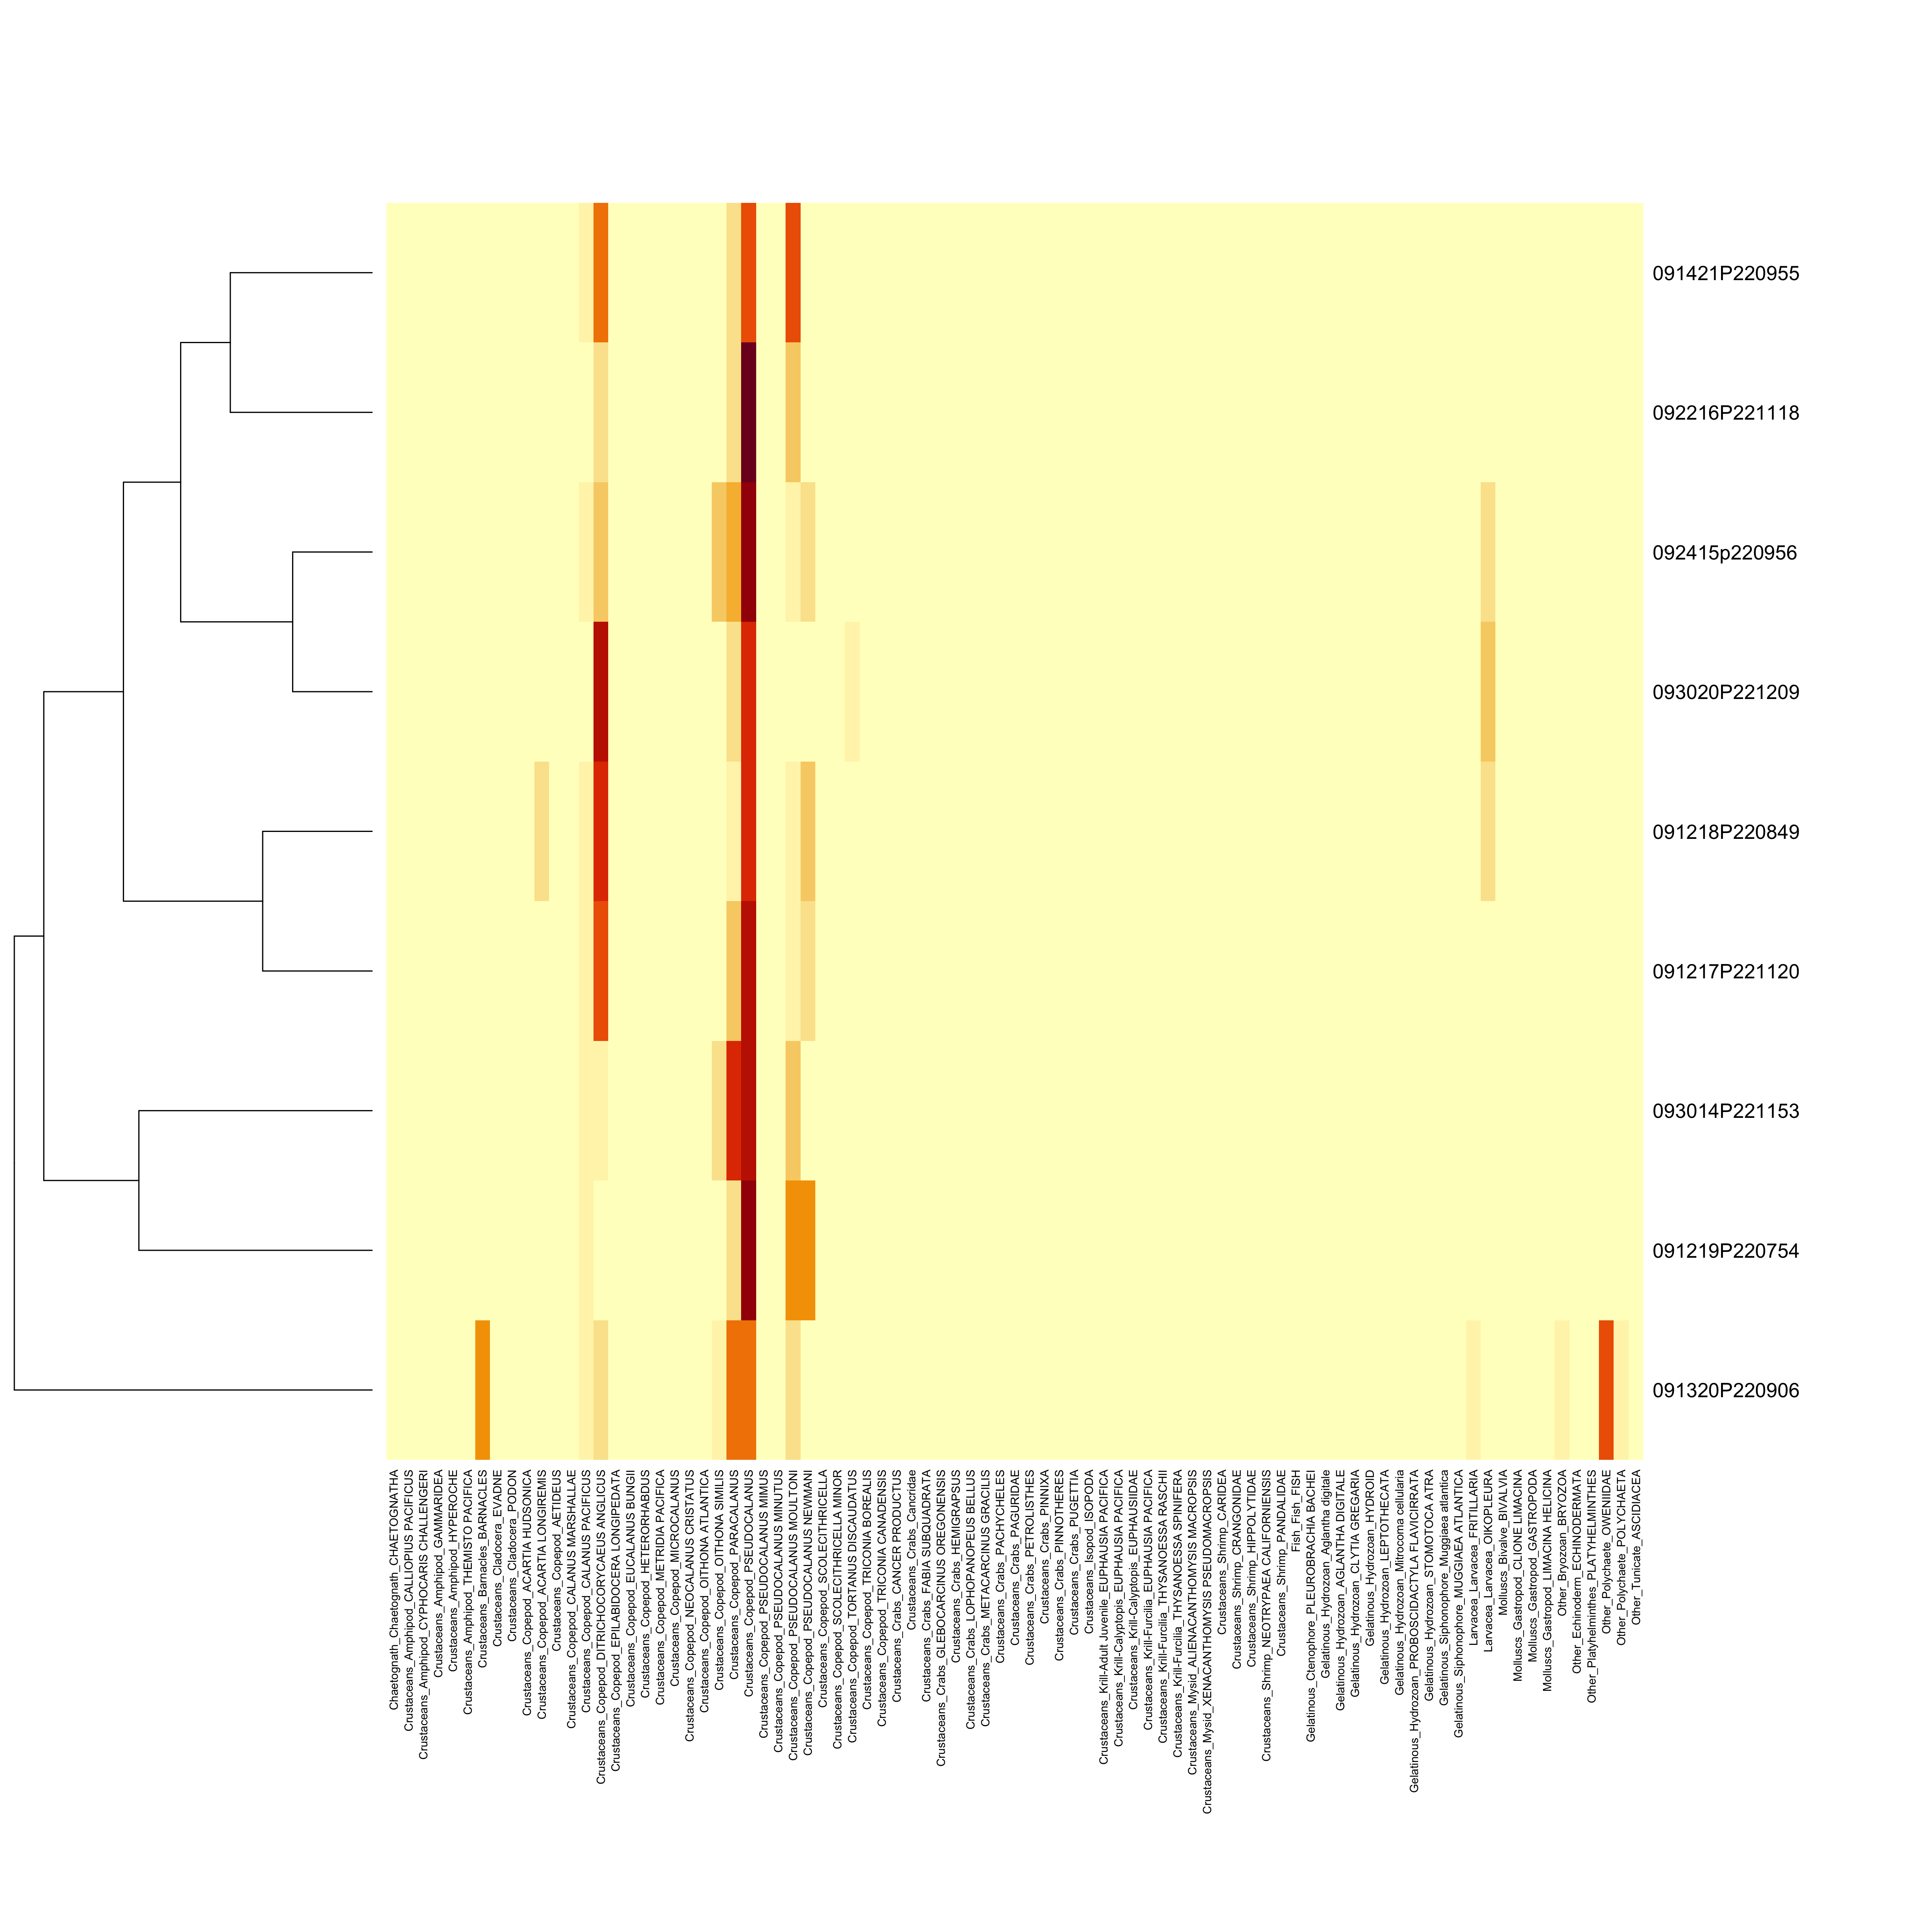 091421P220955
092216P221118
092415p220956
093020P221209
091218P220849
091217P221120
093014P221153
091219P220754
091320P220906
Chaetognath_Chaetognath_CHAETOGNATHA
Crustaceans_Amphipod_CALLIOPIUS PACIFICUS
Crustaceans_Amphipod_CYPHOCARIS CHALLENGERI
Crustaceans_Amphipod_GAMMARIDEA
Crustaceans_Amphipod_HYPEROCHE
Crustaceans_Amphipod_THEMISTO PACIFICA
Crustaceans_Barnacles_BARNACLES
Crustaceans_Cladocera_EVADNE
Crustaceans_Cladocera_PODON
Crustaceans_Copepod_ACARTIA HUDSONICA
Crustaceans_Copepod_ACARTIA LONGIREMIS
Crustaceans_Copepod_AETIDEUS
Crustaceans_Copepod_CALANUS MARSHALLAE
Crustaceans_Copepod_CALANUS PACIFICUS
Crustaceans_Copepod_DITRICHOCORYCAEUS ANGLICUS
Crustaceans_Copepod_EPILABIDOCERA LONGIPEDATA
Crustaceans_Copepod_EUCALANUS BUNGII
Crustaceans_Copepod_HETERORHABDUS
Crustaceans_Copepod_METRIDIA PACIFICA
Crustaceans_Copepod_MICROCALANUS
Crustaceans_Copepod_NEOCALANUS CRISTATUS
Crustaceans_Copepod_OITHONA ATLANTICA
Crustaceans_Copepod_OITHONA SIMILIS
Crustaceans_Copepod_PARACALANUS
Crustaceans_Copepod_PSEUDOCALANUS
Crustaceans_Copepod_PSEUDOCALANUS MIMUS
Crustaceans_Copepod_PSEUDOCALANUS MINUTUS
Crustaceans_Copepod_PSEUDOCALANUS MOULTONI
Crustaceans_Copepod_PSEUDOCALANUS NEWMANI
Crustaceans_Copepod_SCOLECITHRICELLA
Crustaceans_Copepod_SCOLECITHRICELLA MINOR
Crustaceans_Copepod_TORTANUS DISCAUDATUS
Crustaceans_Copepod_TRICONIA BOREALIS
Crustaceans_Copepod_TRICONIA CANADENSIS
Crustaceans_Crabs_CANCER PRODUCTUS
Crustaceans_Crabs_Cancridae
Crustaceans_Crabs_FABIA SUBQUADRATA
Crustaceans_Crabs_GLEBOCARCINUS OREGONENSIS
Crustaceans_Crabs_HEMIGRAPSUS
Crustaceans_Crabs_LOPHOPANOPEUS BELLUS
Crustaceans_Crabs_METACARCINUS GRACILIS
Crustaceans_Crabs_PACHYCHELES
Crustaceans_Crabs_PAGURIDAE
Crustaceans_Crabs_PETROLISTHES
Crustaceans_Crabs_PINNIXA
Crustaceans_Crabs_PINNOTHERES
Crustaceans_Crabs_PUGETTIA
Crustaceans_Isopod_ISOPODA
Crustaceans_Krill-Adult Juvenile_EUPHAUSIA PACIFICA
Crustaceans_Krill-Calyptopis_EUPHAUSIA PACIFICA
Crustaceans_Krill-Calyptopis_EUPHAUSIIDAE
Crustaceans_Krill-Furcilia_EUPHAUSIA PACIFICA
Crustaceans_Krill-Furcilia_THYSANOESSA RASCHII
Crustaceans_Krill-Furcilia_THYSANOESSA SPINIFERA
Crustaceans_Mysid_ALIENACANTHOMYSIS MACROPSIS
Crustaceans_Mysid_XENACANTHOMYSIS PSEUDOMACROPSIS
Crustaceans_Shrimp_CARIDEA
Crustaceans_Shrimp_CRANGONIDAE
Crustaceans_Shrimp_HIPPOLYTIDAE
Crustaceans_Shrimp_NEOTRYPAEA CALIFORNIENSIS
Crustaceans_Shrimp_PANDALIDAE
Fish_Fish_FISH
Gelatinous_Ctenophore_PLEUROBRACHIA BACHEI
Gelatinous_Hydrozoan_Aglantha digitale
Gelatinous_Hydrozoan_AGLANTHA DIGITALE
Gelatinous_Hydrozoan_CLYTIA GREGARIA
Gelatinous_Hydrozoan_HYDROID
Gelatinous_Hydrozoan_LEPTOTHECATA
Gelatinous_Hydrozoan_Mitrocoma cellularia
Gelatinous_Hydrozoan_PROBOSCIDACTYLA FLAVICIRRATA
Gelatinous_Hydrozoan_STOMOTOCA ATRA
Gelatinous_Siphonophore_Muggiaea atlantica
Gelatinous_Siphonophore_MUGGIAEA ATLANTICA
Larvacea_Larvacea_FRITILLARIA
Larvacea_Larvacea_OIKOPLEURA
Molluscs_Bivalve_BIVALVIA
Molluscs_Gastropod_CLIONE LIMACINA
Molluscs_Gastropod_GASTROPODA
Molluscs_Gastropod_LIMACINA HELICINA
Other_Bryozoan_BRYOZOA
Other_Echinoderm_ECHINODERMATA
Other_Platyhelminthes_PLATYHELMINTHES
Other_Polychaete_OWENIIDAE
Other_Polychaete_POLYCHAETA
Other_Tunicate_ASCIDIACEA